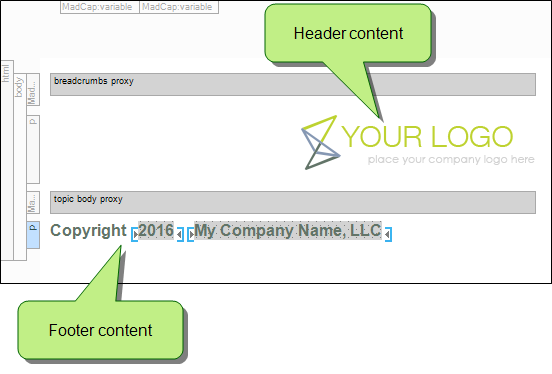 MadCap:variable MadCap:variable
Header content
html
body
Mad...
breadcrumbs proxy
p
YOUR LOGO
place your company logo here
Ma...
topic body proxy
p
Copyright 2016 My Company Name, LLC
Footer content